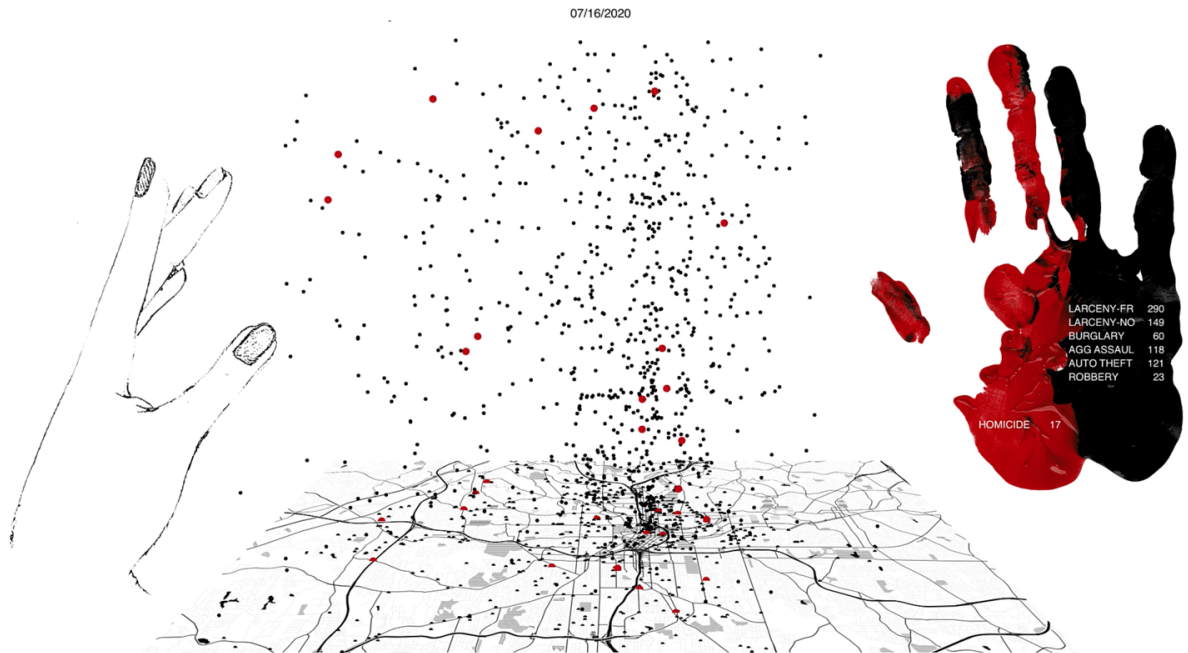 07/16/2020
LARCENY-FR 290
LARCENY-NO 149
BURGLARY 60
AGG ASSAUL 118
AUTO THEFT 121
ROBBERY 23
HOMICIDE 17